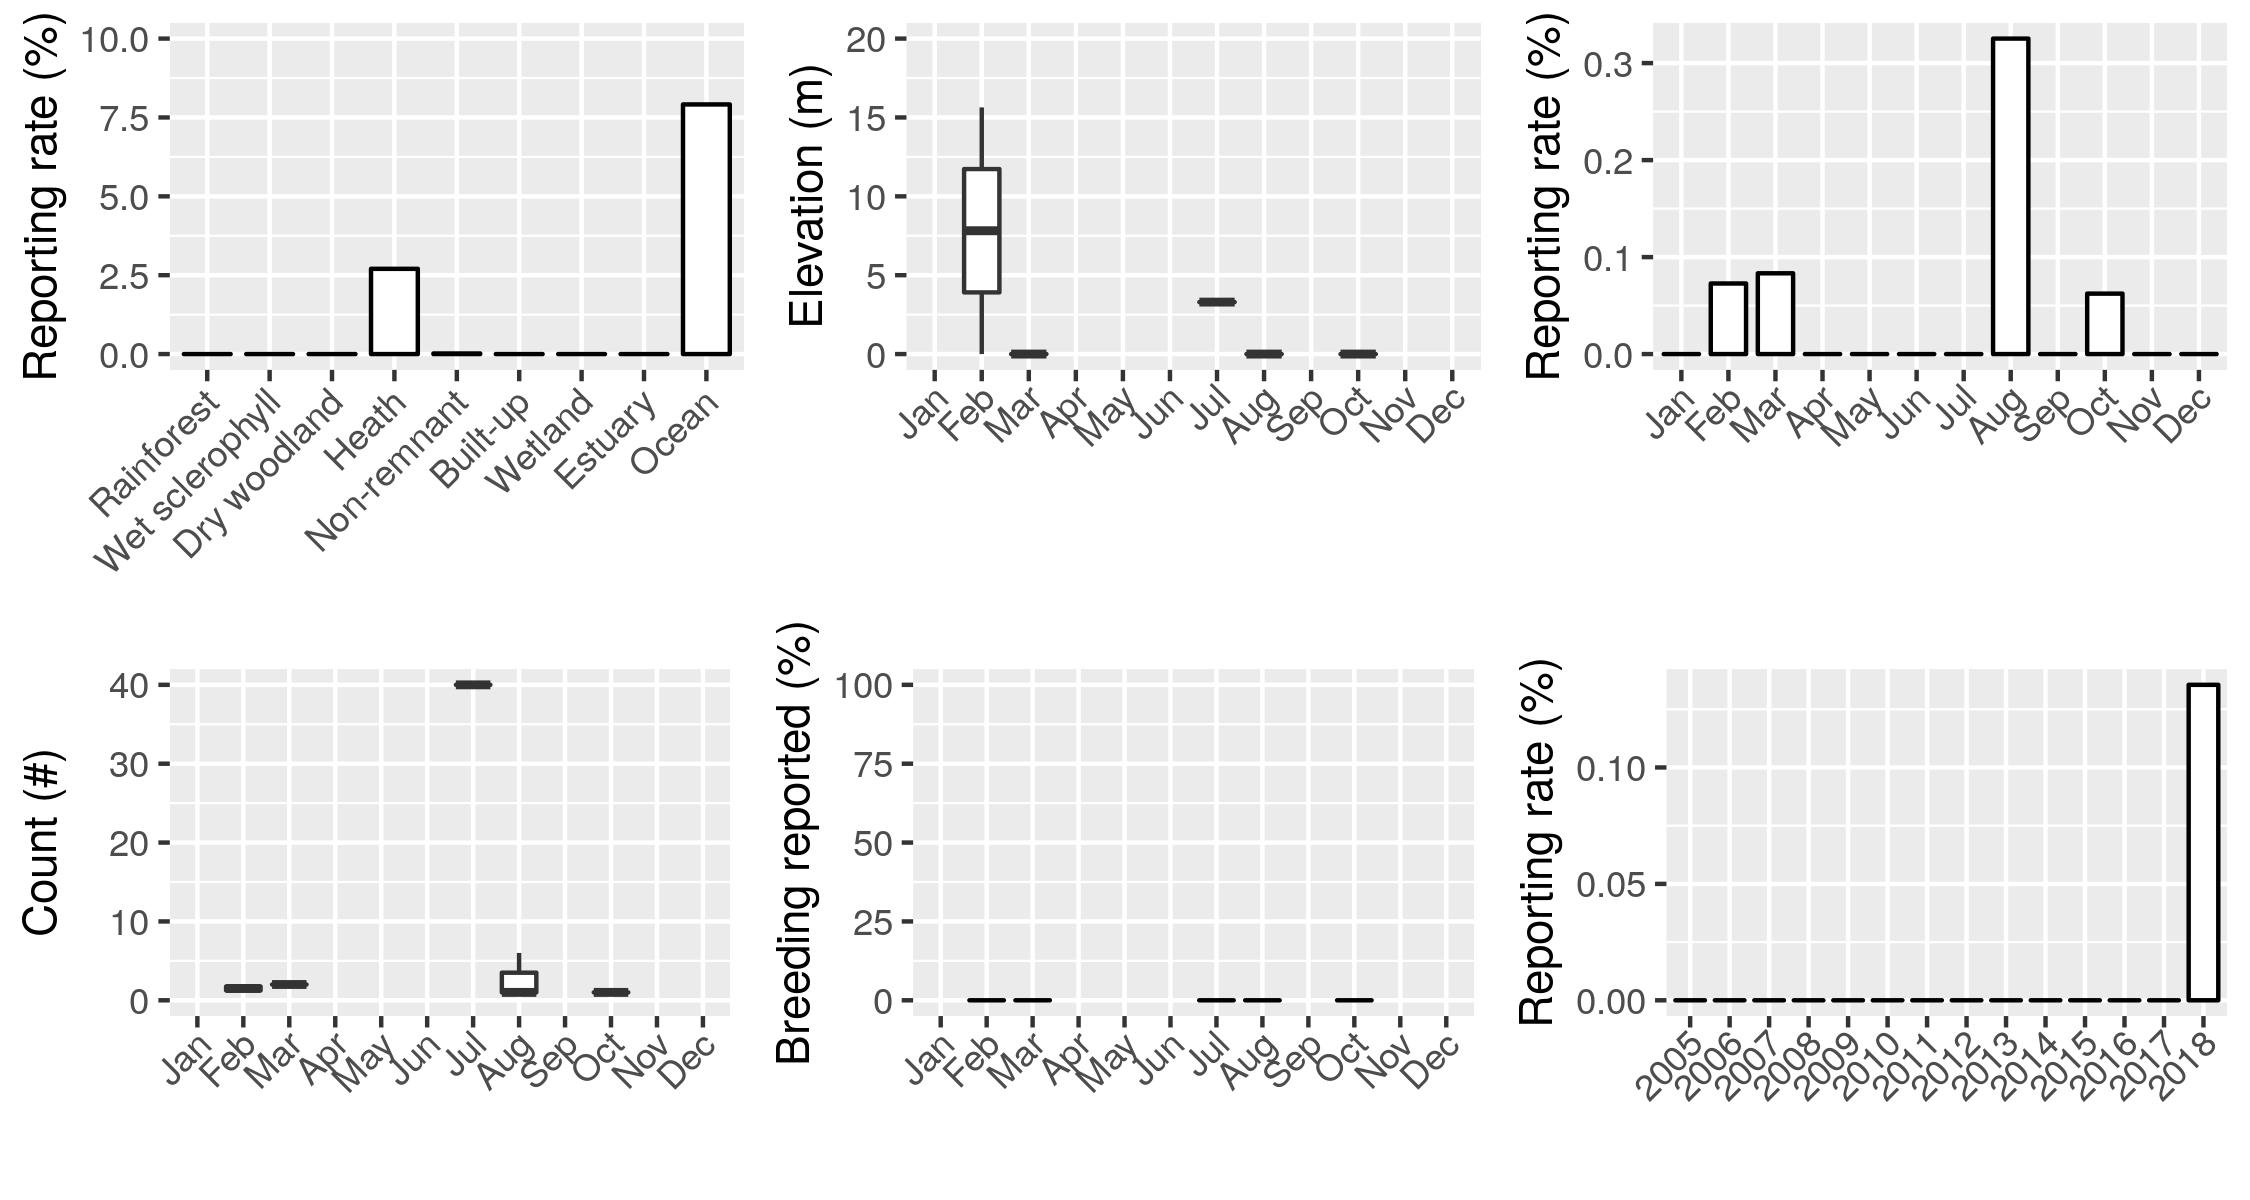 Reporting rate (%)
10.0
7.5
5.0
2.5
0.0
Rainforest
Wet sclerophyll
Dry woodland
Heath
Non-remnant
Built-up
Wetland
Estuary
Ocean
Elevation (m)
20
15
10
5
0
Jan
Feb
Mar
Apr
May
Jun
Jul
Aug
Sep
Oct
Nov
Dec
Reporting rate (%)
0.3
0.2
0.1
0.0
Jan
Feb
Mar
Apr
May
Jun
Jul
Aug
Sep
Oct
Nov
Dec
Count (#)
40
30
20
10
0
Jan
Feb
Mar
Apr
May
Jun
Jul
Aug
Sep
Oct
Nov
Dec
Breeding reported (%)
100
75
50
25
0
Jan
Feb
Mar
Apr
May
Jun
Jul
Aug
Sep
Oct
Nov
Dec
Reporting rate (%)
0.10
0.05
0.00
2005
2006
2007
2008
2009
2010
2011
2012
2013
2014
2015
2016
2017
2018